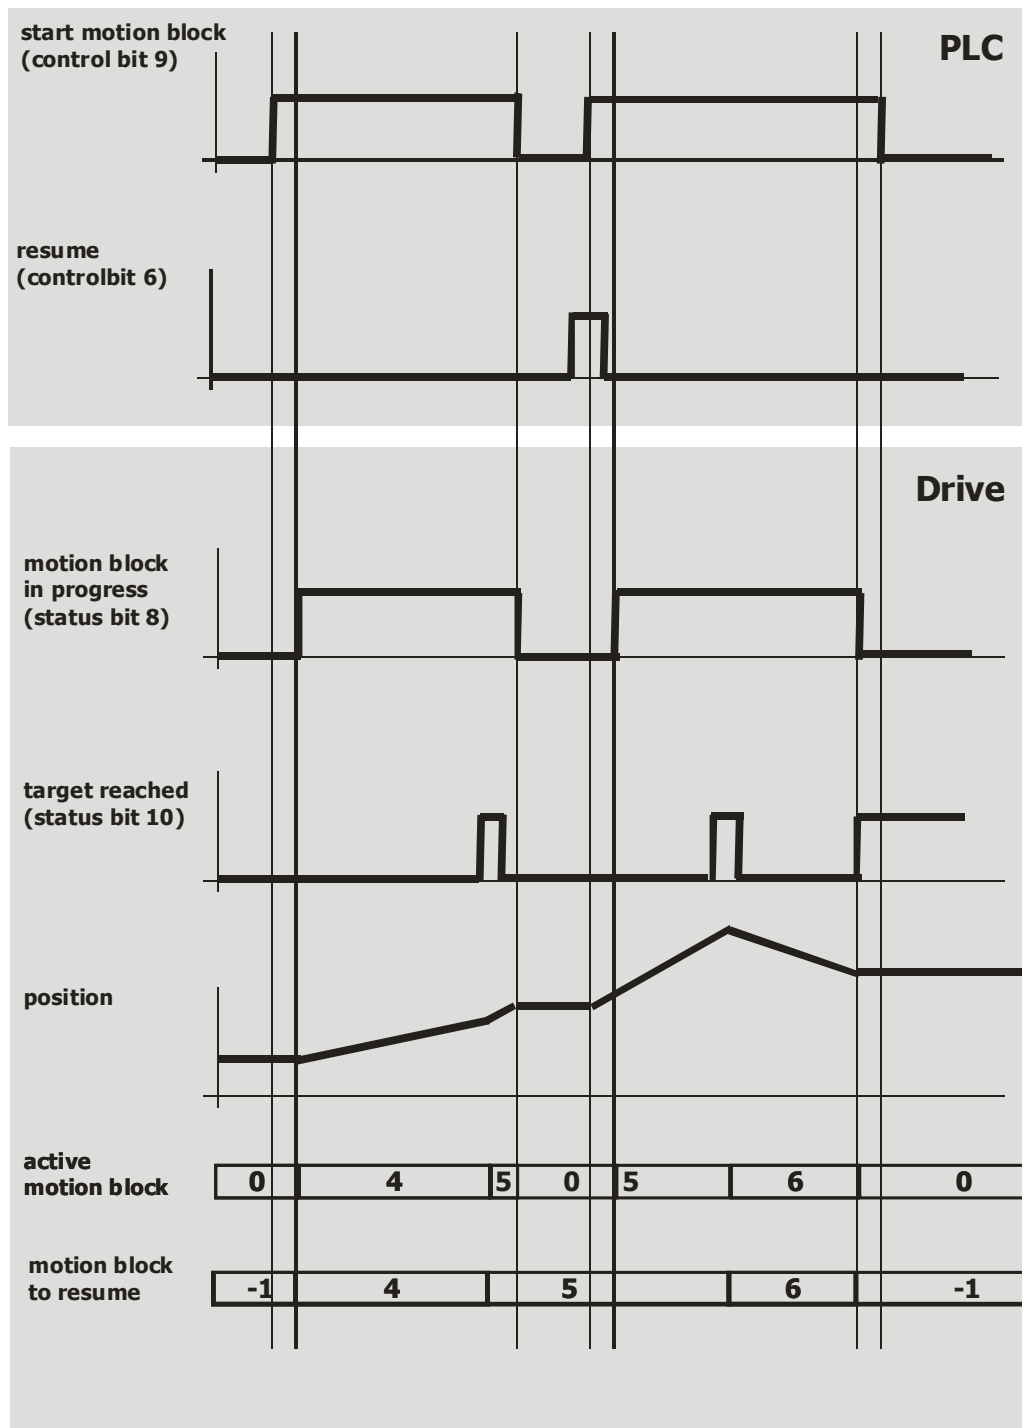 start motion block
(control bit 9)
PLC
resume
(controlbit 6)
Drive
motion block
in progress
(status bit 8)
target reached
(status bit 10)
position
active
motion block
0 4 5 0 5 6 0
motion block
to resume
-1 4 5 6 -1